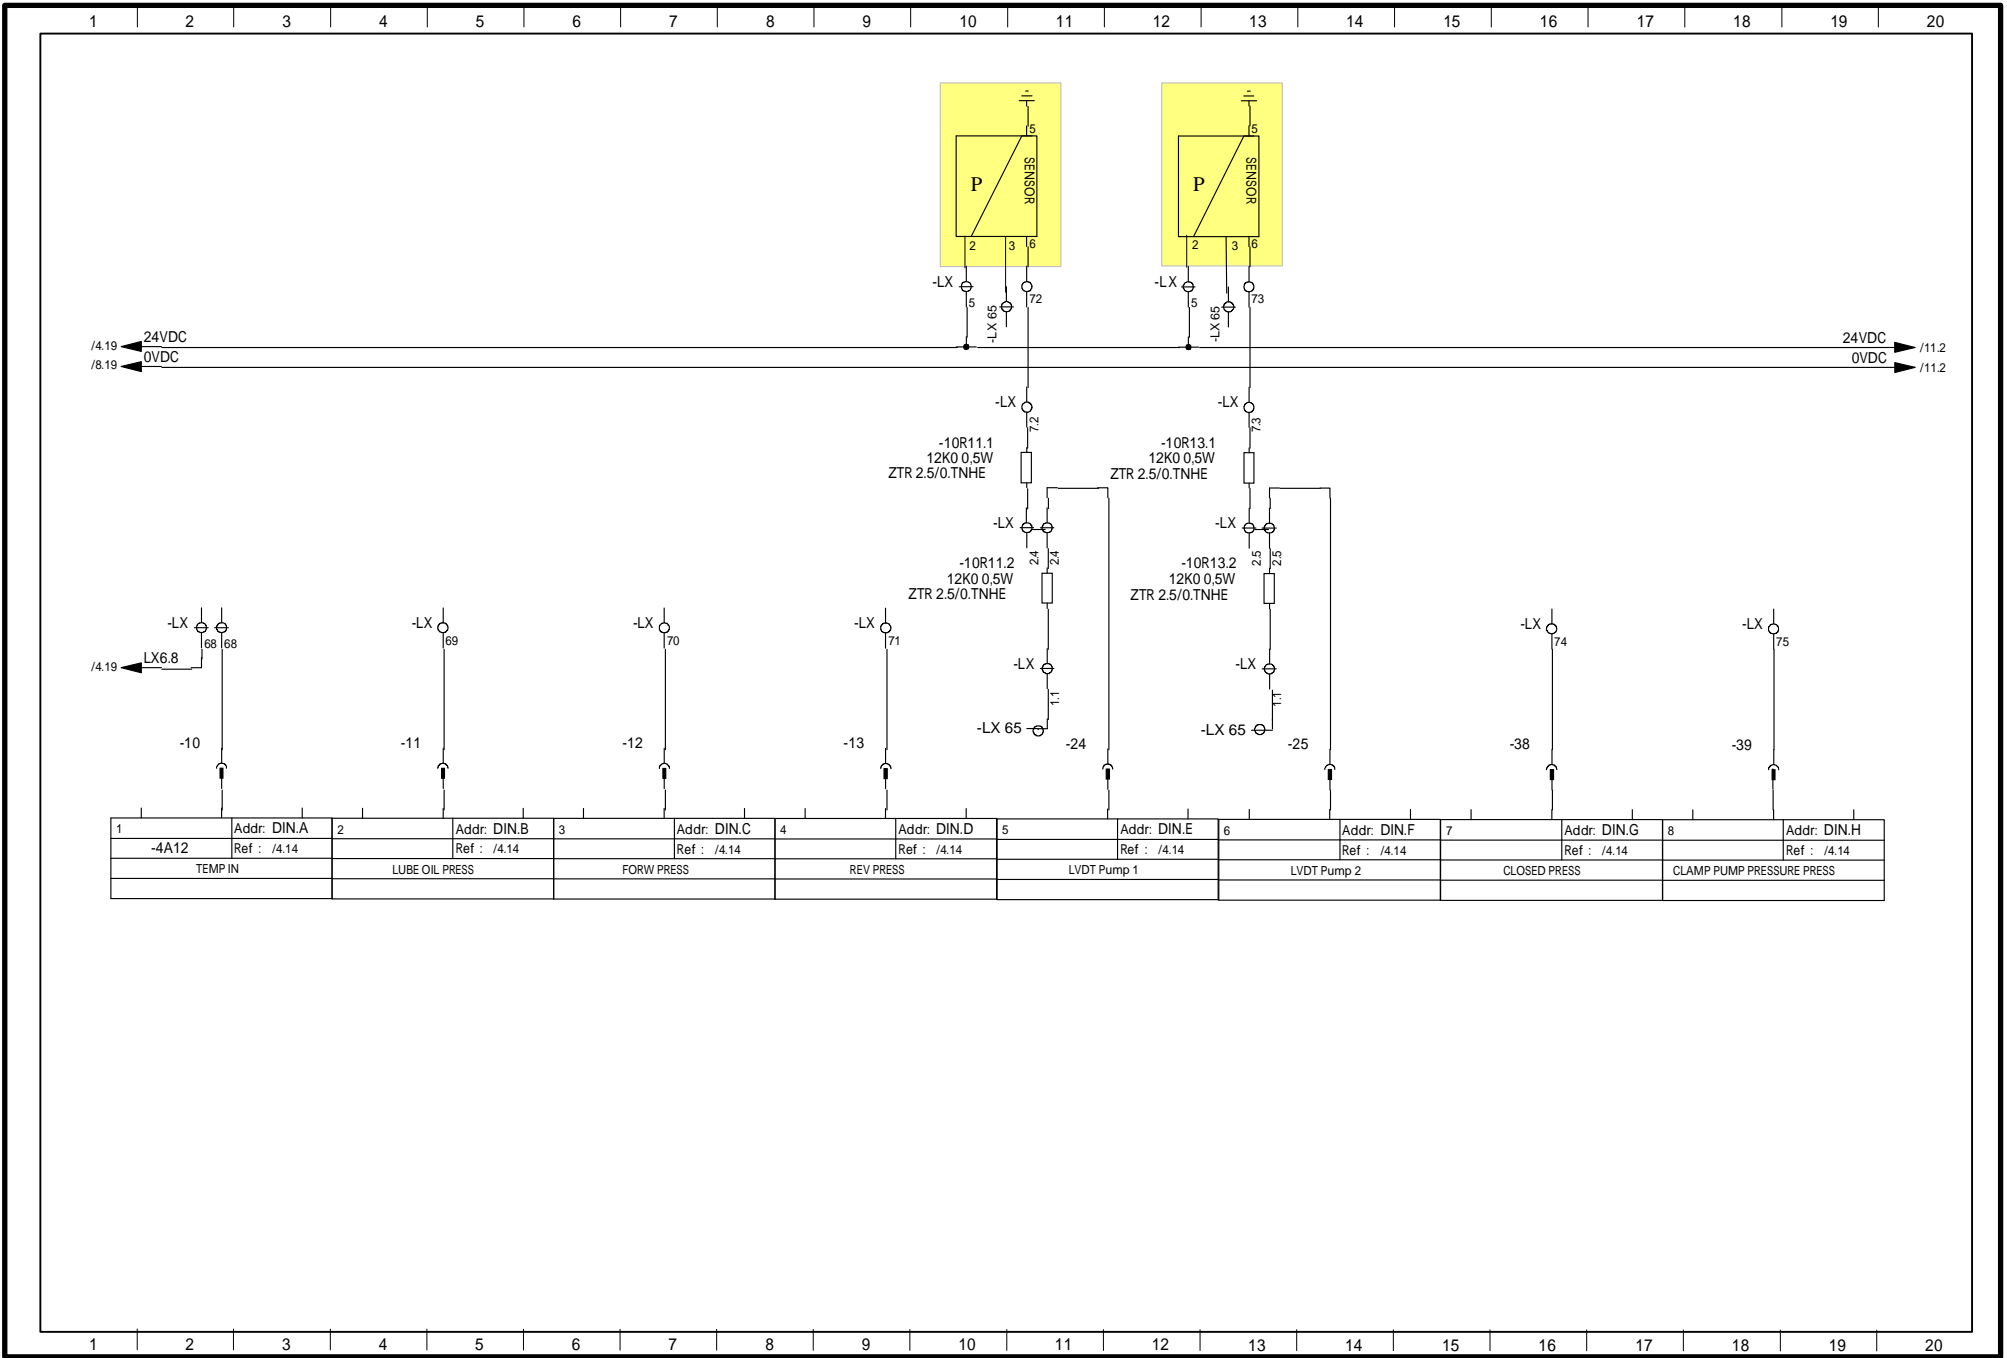 1 2 3 4 5 6 7 8 9 10 11 12 13 14 15 16 17 18 19 20
5 5
P SENSOR P SENSOR
2 3 6 2 3 6
-LX 5 -LX 65 72 -LX 5 -LX 65 73
/4.19 24VDC 24VDC /11.2
/8.19 0VDC 0VDC /11.2
-LX 7.2 -LX 7.3
-10R11.1 -10R13.1
12K0 0,5W 12K0 0,5W
ZTR 2.5/0.TNHE ZTR 2.5/0.TNHE
-LX 2.4 2.4 -LX 2.5 2.5
-10R11.2 -10R13.2
12K0 0,5W 12K0 0,5W
ZTR 2.5/0.TNHE ZTR 2.5/0.TNHE
-LX 68 68 -LX 69 -LX 70 -LX 71 -LX 74 -LX 75
/4.19 LX6.8 -LX 1.1 -LX 1.1
-LX 65 -LX 65
-10 -11 -12 -13 -24 -25 -38 -39
1 Addr: DIN.A 2 Addr: DIN.B 3 Addr: DIN.C 4 Addr: DIN.D 5 Addr: DIN.E 6 Addr: DIN.F 7 Addr: DIN.G 8 Addr: DIN.H
-4A12 Ref : /4.14 Ref : /4.14 Ref : /4.14 Ref : /4.14 Ref : /4.14 Ref : /4.14 Ref : /4.14 Ref : /4.14
TEMP IN LUBE OIL PRESS FORW PRESS REV PRESS LVDT Pump 1 LVDT Pump 2 CLOSED PRESS CLAMP PUMP PRESSURE PRESS
1 2 3 4 5 6 7 8 9 10 11 12 13 14 15 16 17 18 19 20